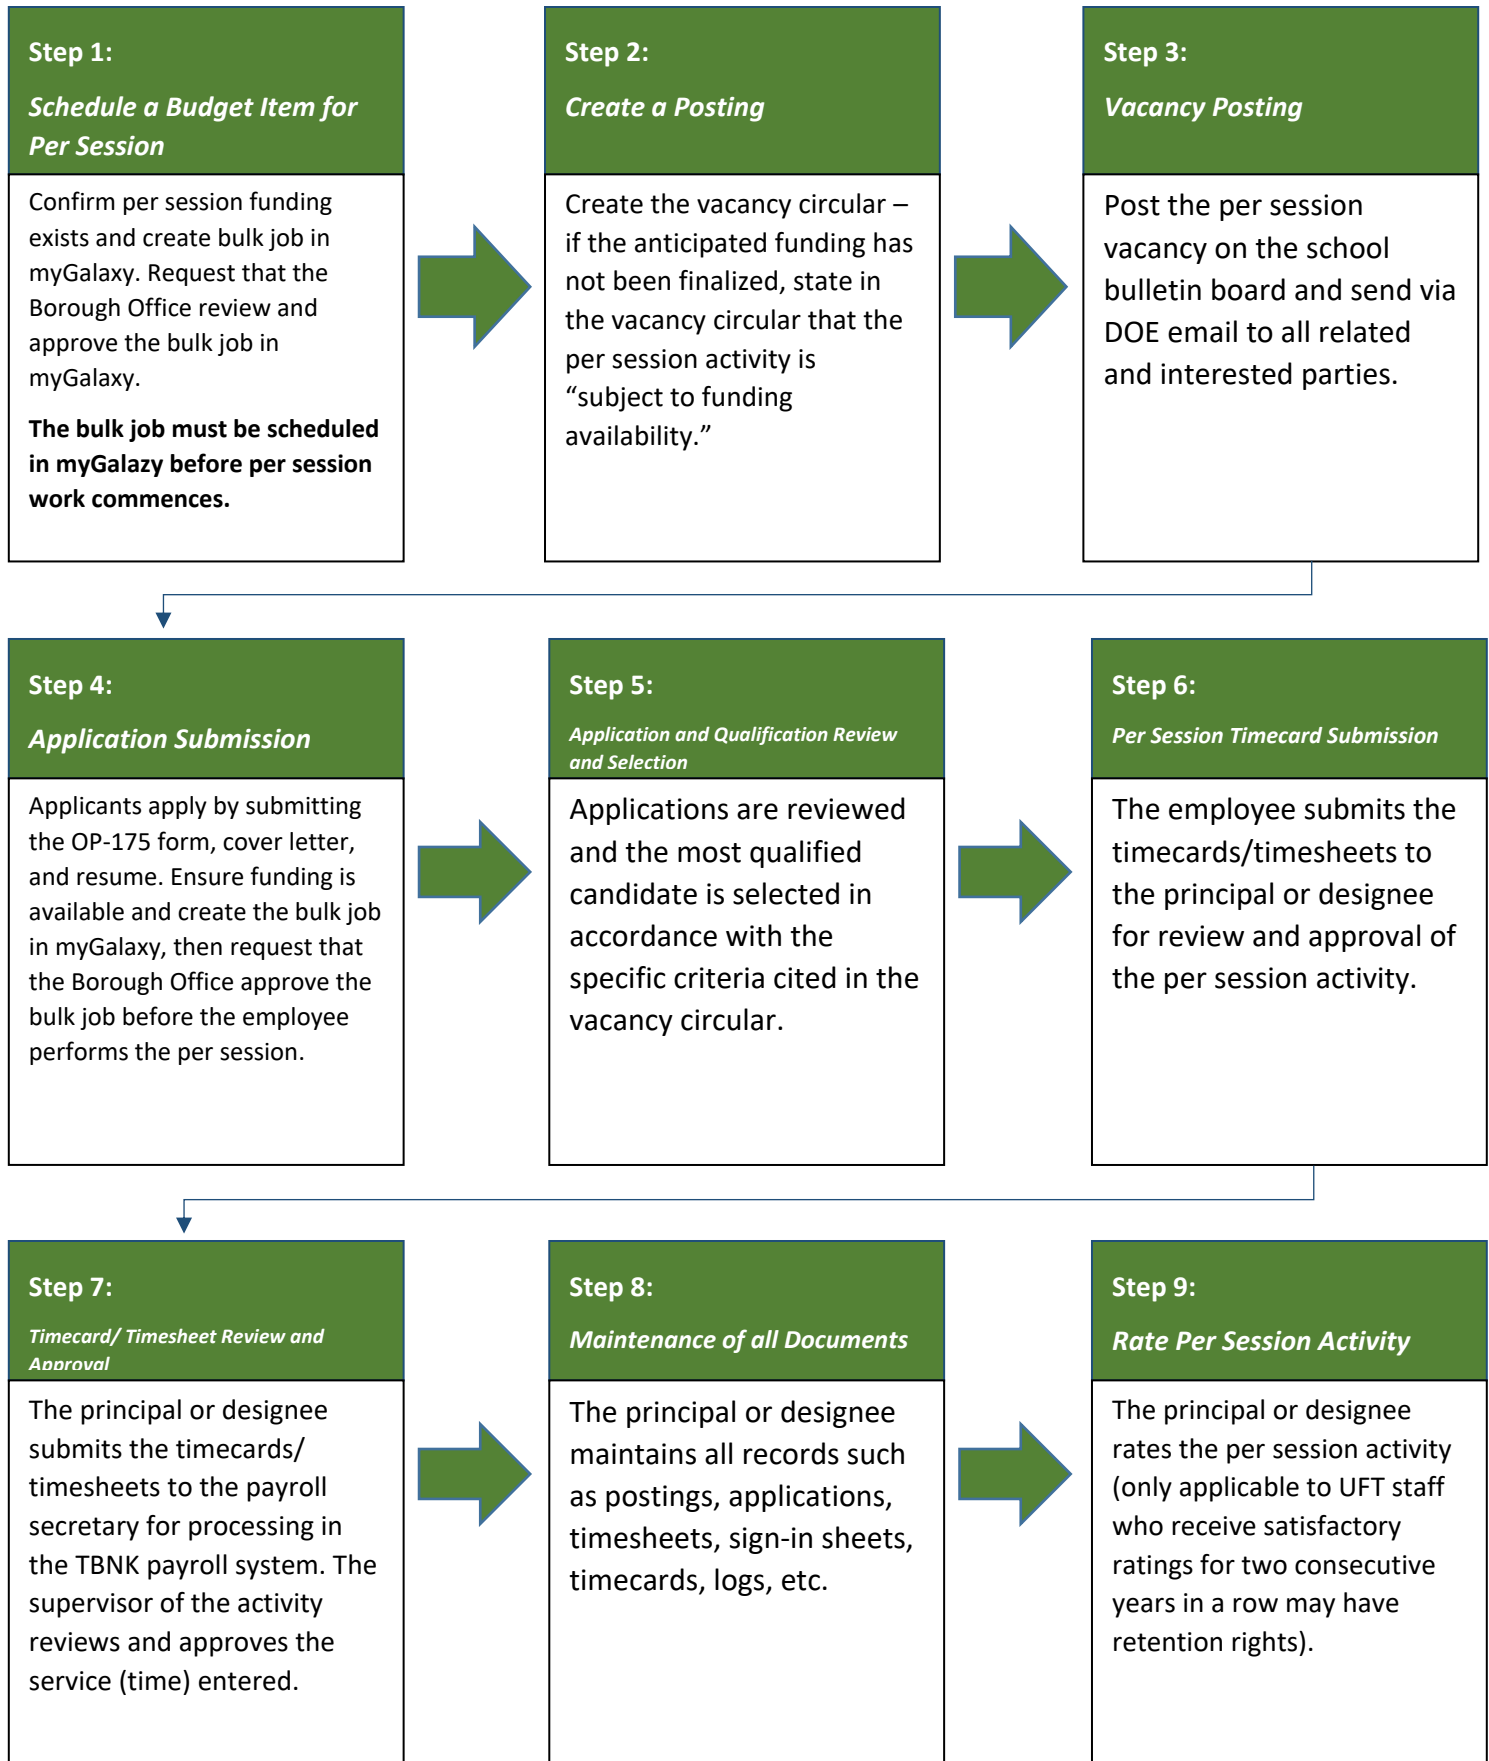 Step 1:
Schedule a Budget Item for
Per Session
Confirm per session funding
exists and create bulk job in
myGalaxy. Request that the
Borough Office review and
approve the bulk job in
myGalaxy.
The bulk job must be scheduled
in myGalazy before per session
work commences.
Step 2:
Create a Posting
Create the vacancy circular –
if the anticipated funding has
not been finalized, state in
the vacancy circular that the
per session activity is
“subject to funding
availability.”
Step 3:
Vacancy Posting
Post the per session
vacancy on the school
bulletin board and send via
DOE email to all related
and interested parties.
Step 4:
Application Submission
Applicants apply by submitting
the OP-175 form, cover letter,
and resume. Ensure funding is
available and create the bulk job
in myGalaxy, then request that
the Borough Office approve the
bulk job before the employee
performs the per session.
Step 5:
Application and Qualification Review
and Selection
Applications are reviewed
and the most qualified
candidate is selected in
accordance with the
specific criteria cited in the
vacancy circular.
Step 6:
Per Session Timecard Submission
The employee submits the
timecards/timesheets to
the principal or designee
for review and approval of
the per session activity.
Step 7:
Timecard/ Timesheet Review and
Approval
The principal or designee
submits the timecards/
timesheets to the payroll
secretary for processing in
the TBNK payroll system. The
supervisor of the activity
reviews and approves the
service (time) entered.
Step 8:
Maintenance of all Documents
The principal or designee
maintains all records such
as postings, applications,
timesheets, sign-in sheets,
timecards, logs, etc.
Step 9:
Rate Per Session Activity
The principal or designee
rates the per session activity
(only applicable to UFT staff
who receive satisfactory
ratings for two consecutive
years in a row may have
retention rights).